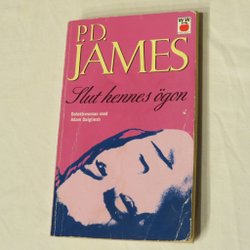 P.D.
JAMES
Slut hennes ögon
Detektivroman med
Adam Dalgliesh